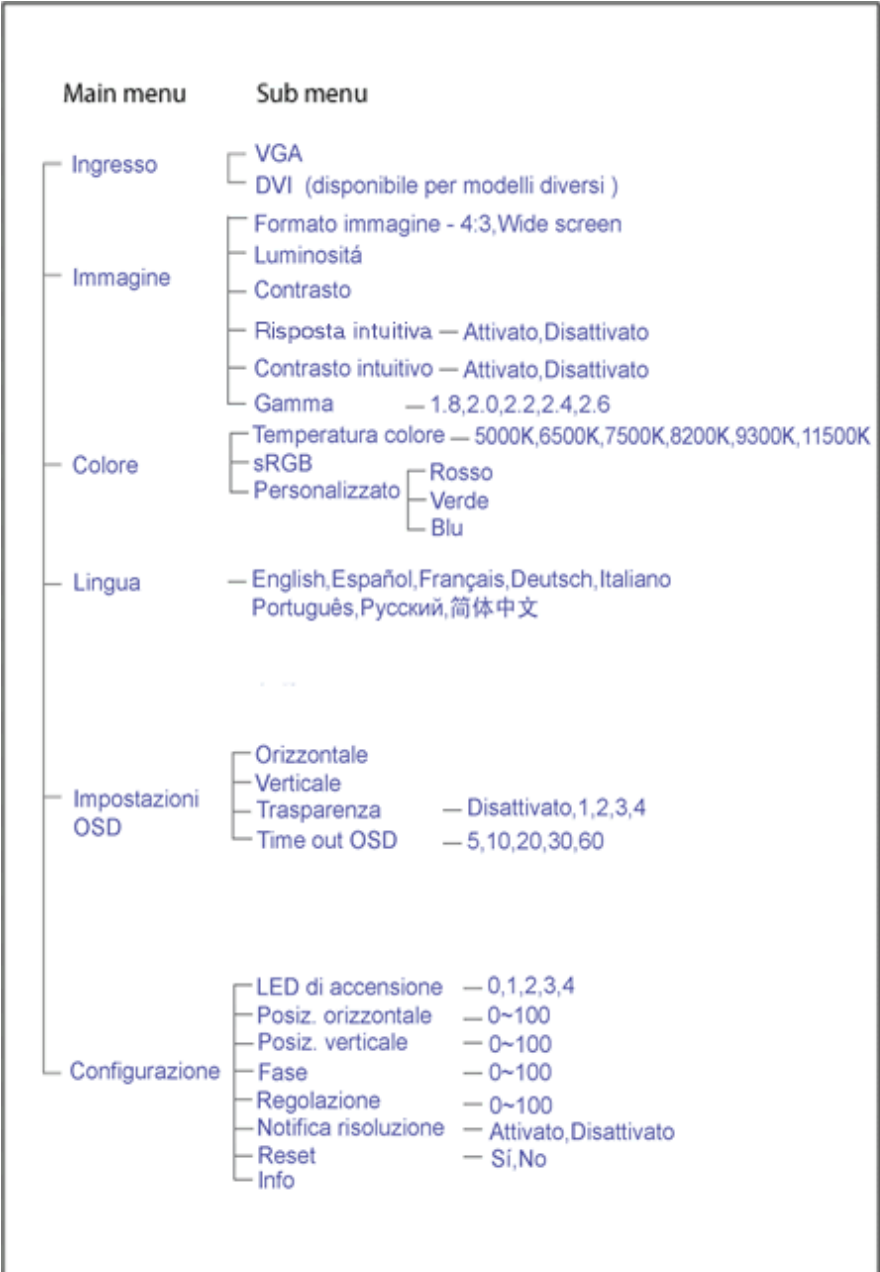 Main menu Sub menu
Ingresso
VGA
DVI (disponibile per modelli diversi )
Immagine
Formato immagine - 4:3,Wide screen
Luminositá
Contrasto
Risposta intuitiva — Attivato,Disattivato
Contrasto intuitivo — Attivato,Disattivato
Gamma — 1.8,2.0,2.2,2.4,2.6
Colore
Temperatura colore — 5000K,6500K,7500K,8200K,9300K,11500K
sRGB
Personalizzato
Rosso
Verde
Blu
Lingua
— English,Español,Français,Deutsch,Italiano
Português,Русский,简体中文
Impostazioni
OSD
Orizzontale
Verticale
Trasparenza — Disattivato,1,2,3,4
Time out OSD — 5,10,20,30,60
Configurazione
LED di accensione — 0,1,2,3,4
Posiz. orizzontale — 0~100
Posiz. verticale — 0~100
Fase — 0~100
Regolazione — 0~100
Notifica risoluzione — Attivato,Disattivato
Reset — Sí,No
Info